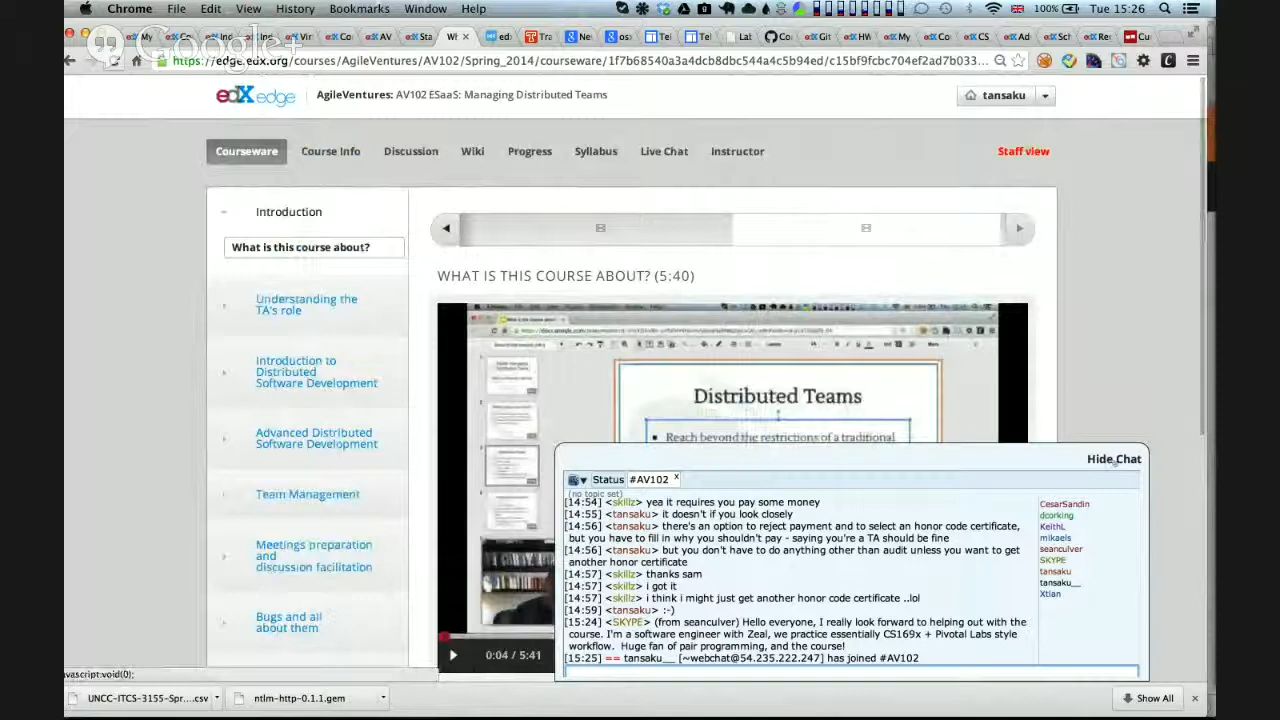 Chrome File Edit View History Bookmarks Window Help 100% Tue 15:26
Google+
https://edge.edx.org/courses/AgileVentures/AV102/Spring_2014/courseware/1f7b68540a3a4dcb8dbc544a4c5b94ed/c15bf9fcbc704ef2ad7b033...
edX edge AgileVentures: AV102 ESaaS: Managing Distributed Teams tansaku
Courseware Course Info Discussion Wiki Progress Syllabus Live Chat Instructor Staff view
Introduction
What is this course about?
Understanding the
TA's role
Introduction to
Distributed
Software Development
Advanced Distributed
Software Development
Team Management
Meetings preparation
and
discussion facilitation
Bugs and all
about them
WHAT IS THIS COURSE ABOUT? (5:40)
Distributed Teams
Reach beyond the restrictions of a traditional
0:04 / 5:41
Hide Chat
Status #AV102 x
(no topic set)
[14:54] <skillz> yea it requires you pay some money
[14:55] <tansaku> it doesn't if you look closely
[14:56] <tansaku> there's an option to reject payment and to select an honor code certificate,
but you have to fill in why you shouldn't pay - saying you're a TA should be fine
[14:56] <tansaku> but you don't have to do anything other than audit unless you want to get
another honor certificate
[14:57] <skillz> thanks sam
[14:57] <skillz> i got it
[14:57] <skillz> i think i might just get another honor code certificate ..lol
[14:59] <tansaku> :-)
[15:24] <SKYPE> (from seanculver) Hello everyone, I really look forward to helping out with the
course. I'm a software engineer with Zeal, we practice essentially CS169x + Pivotal Labs style
workflow. Huge fan of pair programming, and the course!
[15:25] == tansaku__ [~webchat@54.235.222.247] has joined #AV102
CesarSandin
dcorking
KeithL
mikaels
seanculver
SKYPE
tansaku
tansaku__
Xtian
avascript:void(0);
UNCC-ITCS-3155-Spr....csv ntlm-http-0.1.1.gem Show All